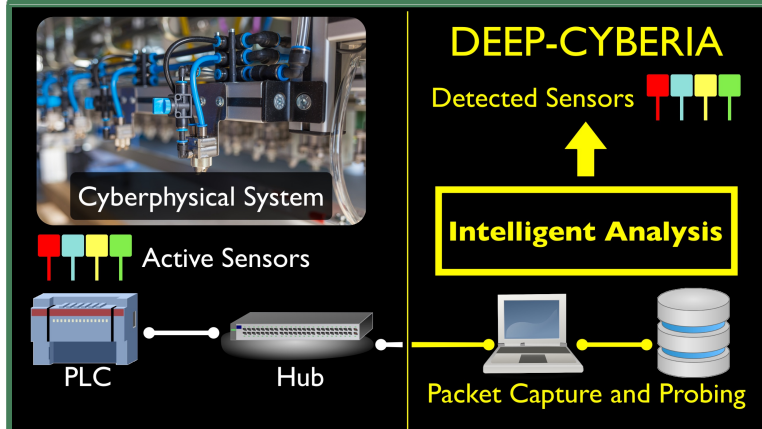 Cyberphysical System
Active Sensors
PLC
Hub
DEEP-CYBERIA
Detected Sensors
Intelligent Analysis
Packet Capture and Probing